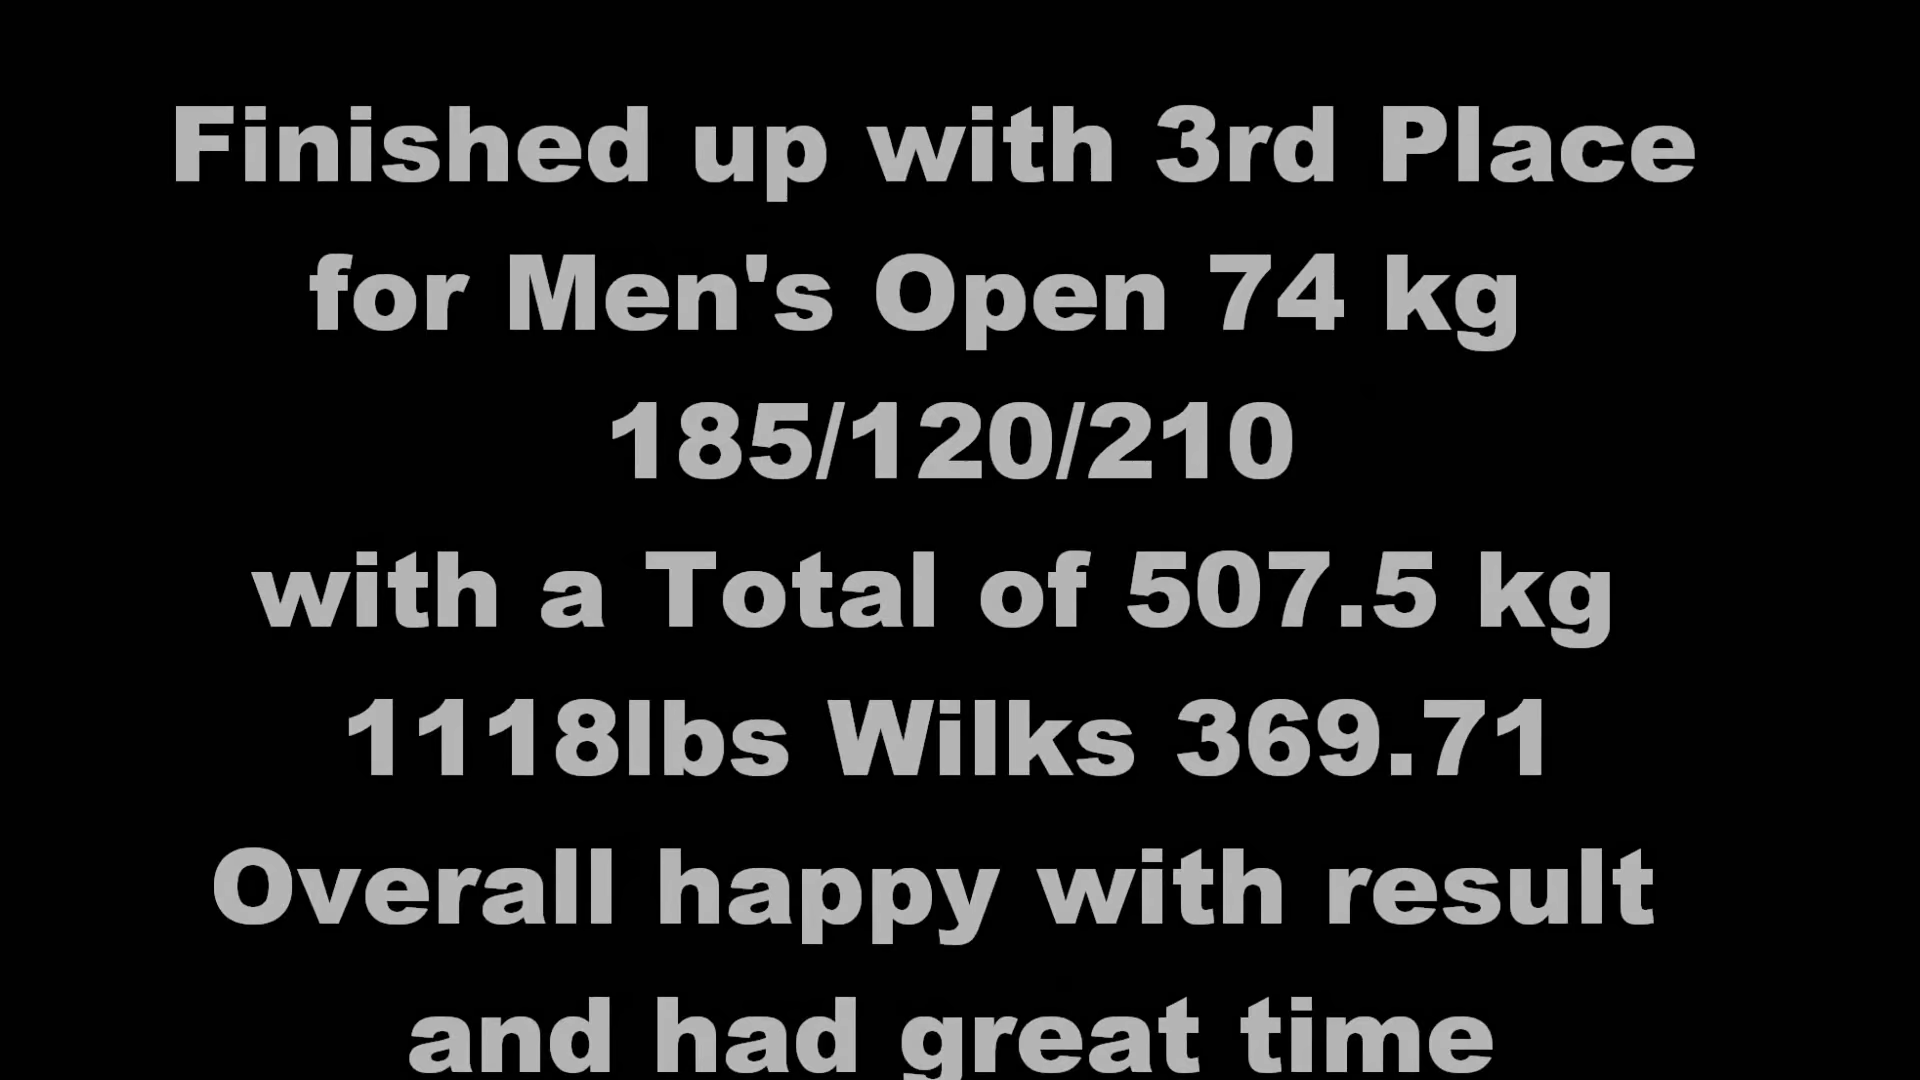 Finished up with 3rd Place
for Men's Open 74 kg
185/120/210
with a Total of 507.5 kg
1118lbs Wilks 369.71
Overall happy with result
and had great time